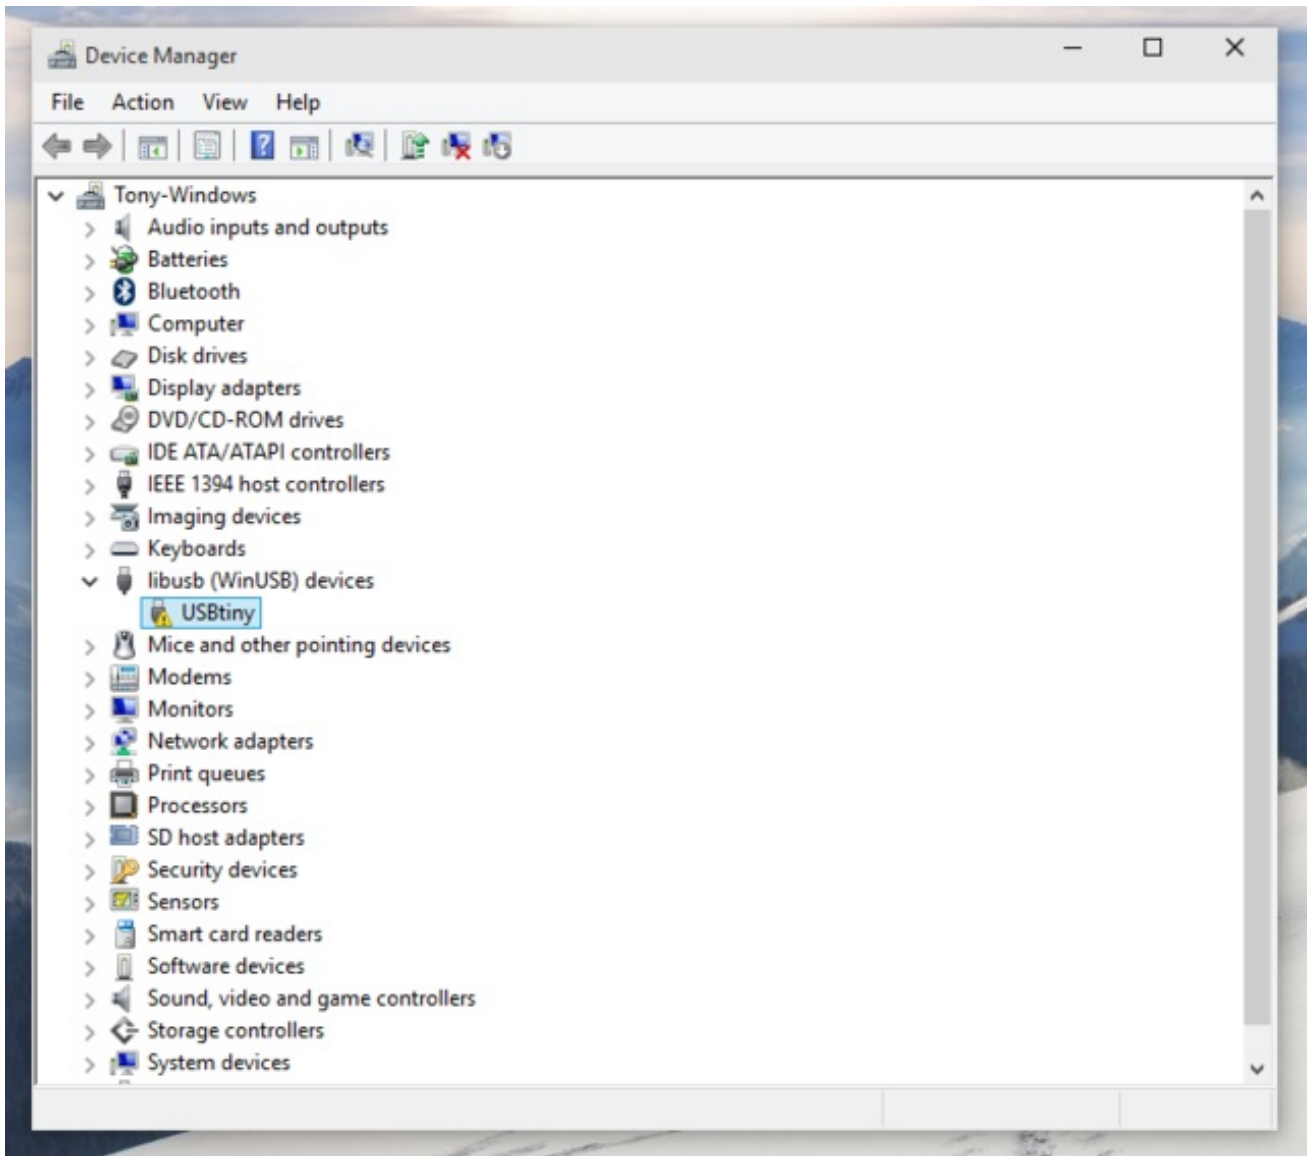 Device Manager
File Action View Help
Tony-Windows
Audio inputs and outputs
Batteries
Bluetooth
Computer
Disk drives
Display adapters
DVD/CD-ROM drives
IDE ATA/ATAPI controllers
IEEE 1394 host controllers
Imaging devices
Keyboards
libusb (WinUSB) devices
USBtiny
Mice and other pointing devices
Modems
Monitors
Network adapters
Print queues
Processors
SD host adapters
Security devices
Sensors
Smart card readers
Software devices
Sound, video and game controllers
Storage controllers
System devices